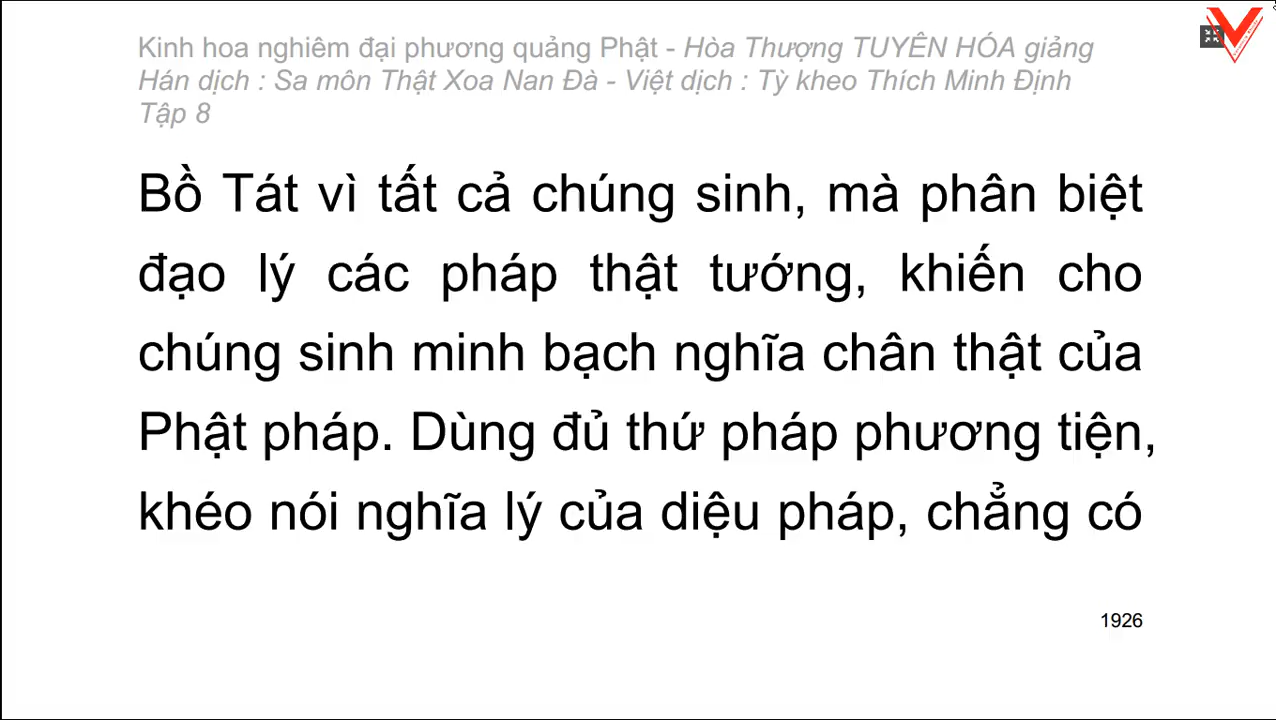 Kinh hoa nghiêm đại phương quảng Phật - Hòa Thượng TUYÊN HÓA giảng
Hán dịch : Sa môn Thật Xoa Nan Đà - Việt dịch : Tỳ kheo Thích Minh Định
Tập 8
Bồ Tát vì tất cả chúng sinh, mà phân biệt
đạo lý các pháp thật tướng, khiến cho
chúng sinh minh bạch nghĩa chân thật của
Phật pháp. Dùng đủ thứ pháp phương tiện,
khéo nói nghĩa lý của diệu pháp, chẳng có
1926